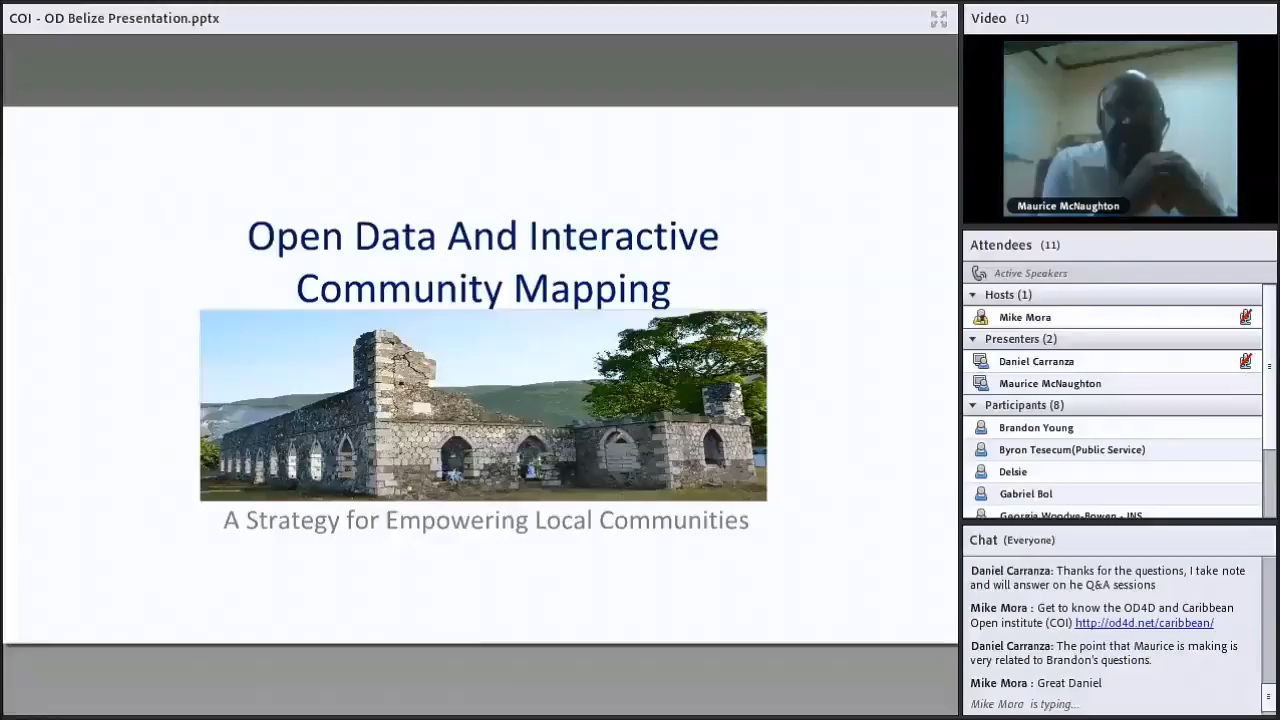 COI - OD Belize Presentation.pptx
Open Data And Interactive
Community Mapping
A Strategy for Empowering Local Communities
Video (1)
Maurice McNaughton
Attendees (11)
Active Speakers
Hosts (1)
Mike Mora
Presenters (2)
Daniel Carranza
Maurice McNaughton
Participants (8)
Brandon Young
Byron Tesecum(Public Service)
Delsie
Gabriel Bol
Georgia Woodye-Bowen - INS
Chat (Everyone)
Daniel Carranza: Thanks for the questions, I take note
and will answer on he Q&A sessions
Mike Mora : Get to know the OD4D and Caribbean
Open institute (COI) http://od4d.net/caribbean/
Daniel Carranza: The point that Maurice is making is
very related to Brandon's questions.
Mike Mora : Great Daniel
Mike Mora is typing...